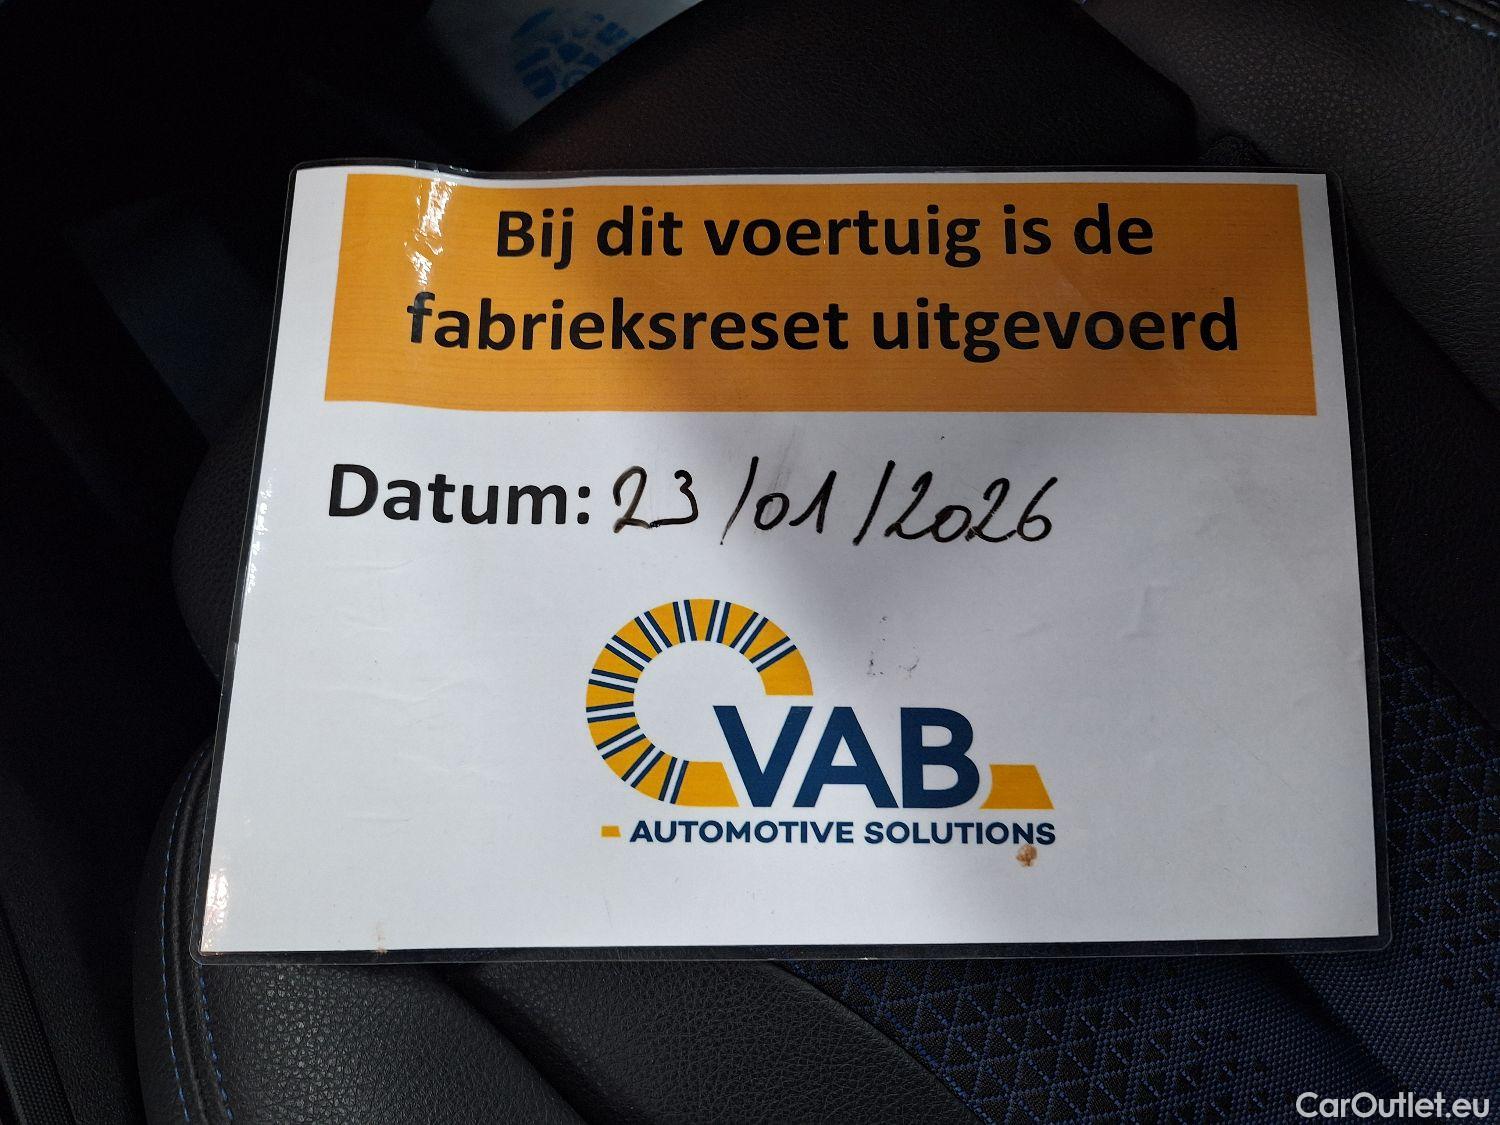 Bij dit voertuig is de
fabrieksreset uitgevoerd
Datum: 23/01/2026
VAB
AUTOMOTIVE SOLUTIONS
CarOutlet.eu